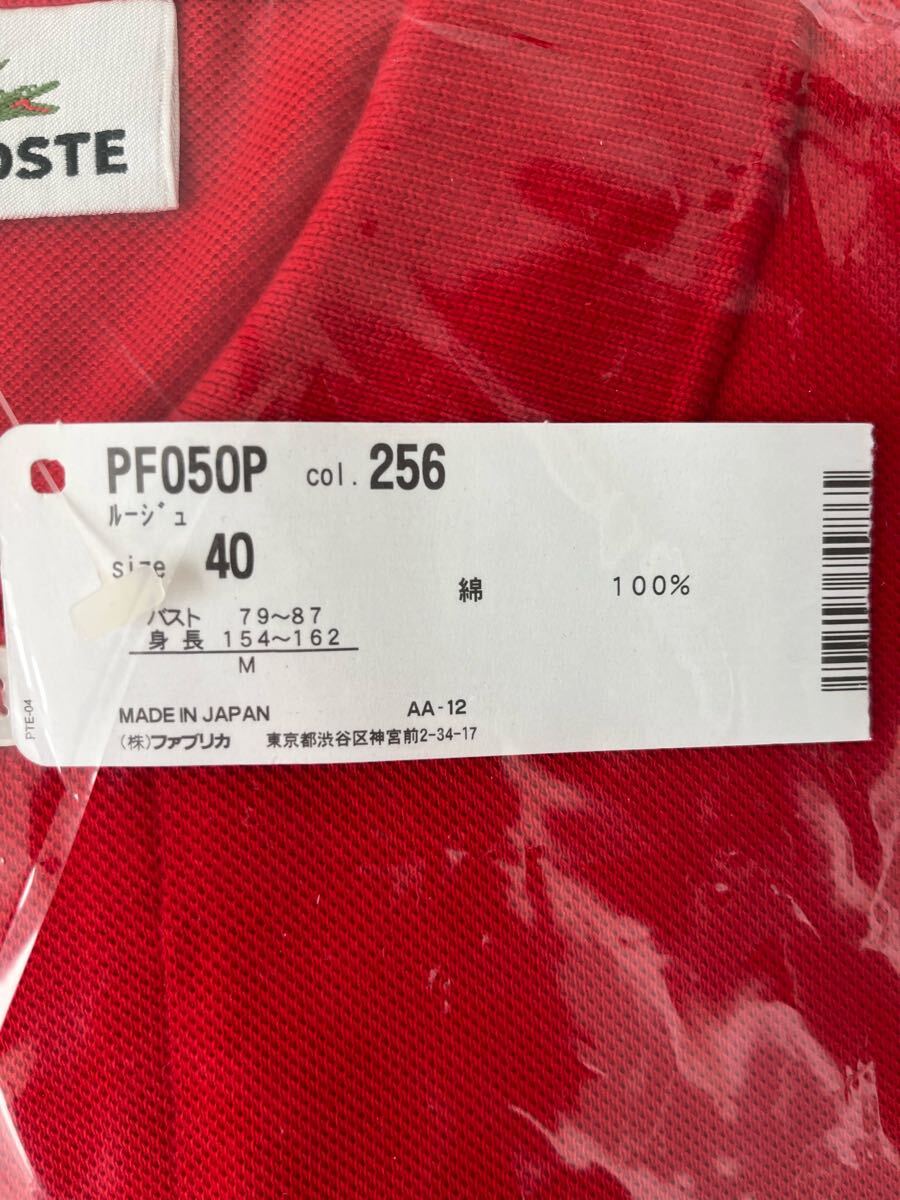 OSTE
PF050P col. 256
ルージュ
size 40
綿 100%
バスト 79~87
身長 154~162
M
MADE IN JAPAN AA-12
(株)ファブリカ 東京都渋谷区神宮前2-34-17
PTE-04